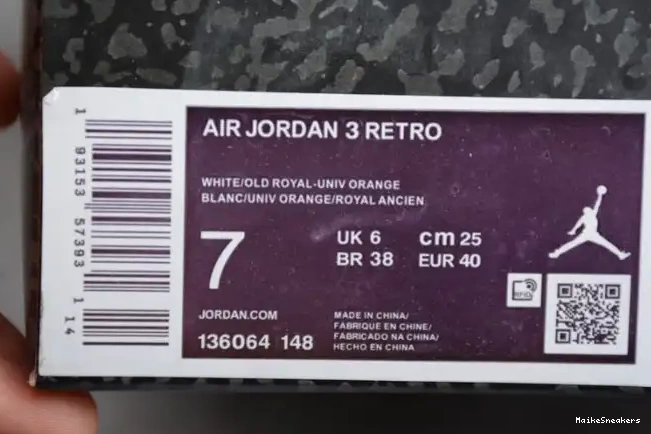 AIR JORDAN 3 RETRO
WHITE/OLD ROYAL-UNIV ORANGE
BLANC/UNIV ORANGE/ROYAL ANCIEN
7
UK 6
cm 25
BR 38
EUR 40
JORDAN.COM
136064 148
MADE IN CHINA/
FABRIQUE EN CHINE/
FABRICADO NA CHINA/
HECHO EN CHINA
RFID
1 93153 57393 1
14
MaikeSneakers